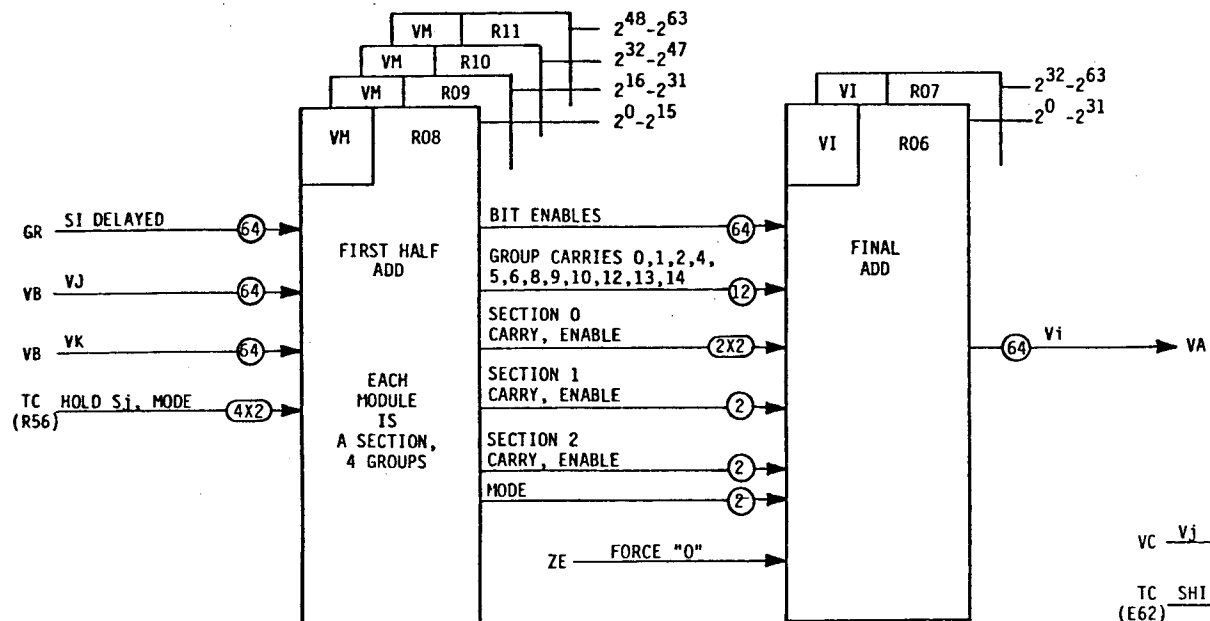 VM R11 2^48-2^63
VM R10 2^32-2^47
VM R09 2^16-2^31
VM R08 2^0-2^15
VI R07 2^32-2^63
VI R06 2^0-2^31
GR SI DELAYED 64
VB VJ 64
VB VK 64
TC HOLD Sj, MODE 4X2
(R56)
FIRST HALF
ADD
EACH
MODULE
IS
A SECTION,
4 GROUPS
BIT ENABLES 64
GROUP CARRIES 0,1,2,4,
5,6,8,9,10,12,13,14 12
SECTION 0
CARRY, ENABLE 2X2
SECTION 1
CARRY, ENABLE 2
SECTION 2
CARRY, ENABLE 2
MODE 2
ZE FORCE "0"
FINAL
ADD
64 Vi VA
VC Vj
TC SHI
(E62)